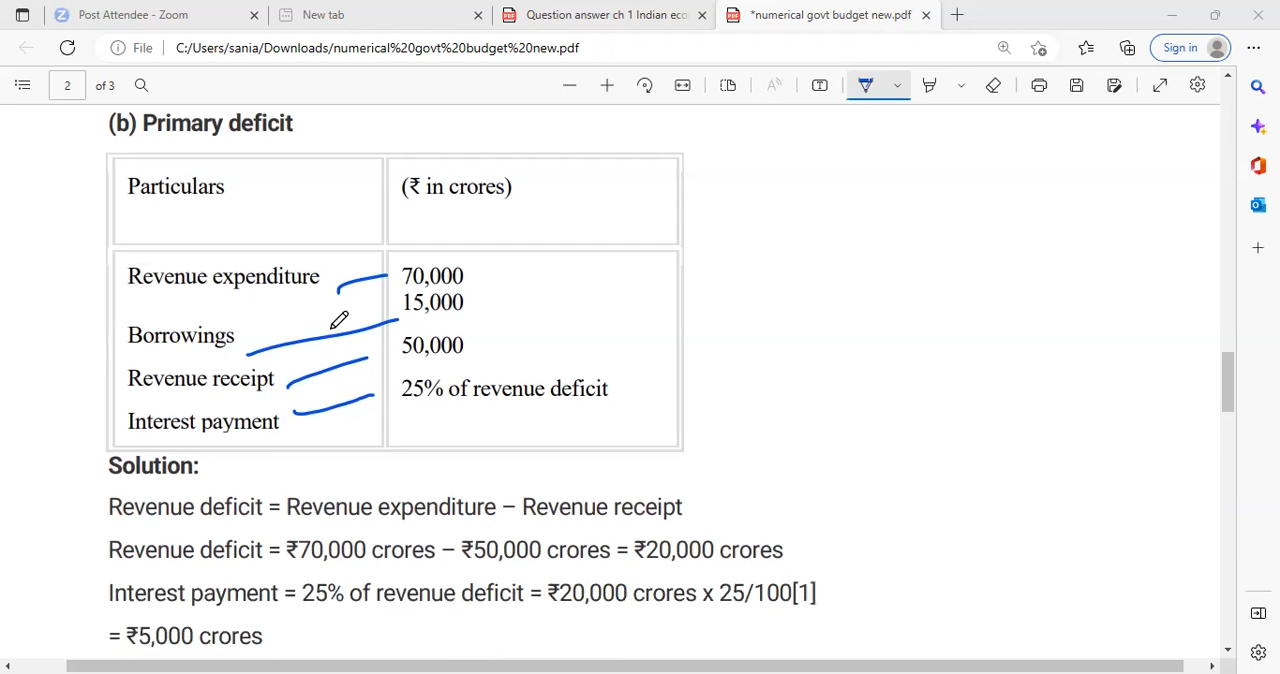 Post Attendee - Zoom
New tab
Question answer ch 1 Indian eco
*numerical govt budget new.pdf
File
C:/Users/sania/Downloads/numerical%20govt%20budget%20new.pdf
Sign in
2 of 3
(b) Primary deficit
Particulars (₹ in crores)
Revenue expenditure 70,000
15,000
Borrowings
50,000
Revenue receipt
25% of revenue deficit
Interest payment
Solution:
Revenue deficit = Revenue expenditure – Revenue receipt
Revenue deficit = ₹70,000 crores – ₹50,000 crores = ₹20,000 crores
Interest payment = 25% of revenue deficit = ₹20,000 crores x 25/100[1]
= ₹5,000 crores